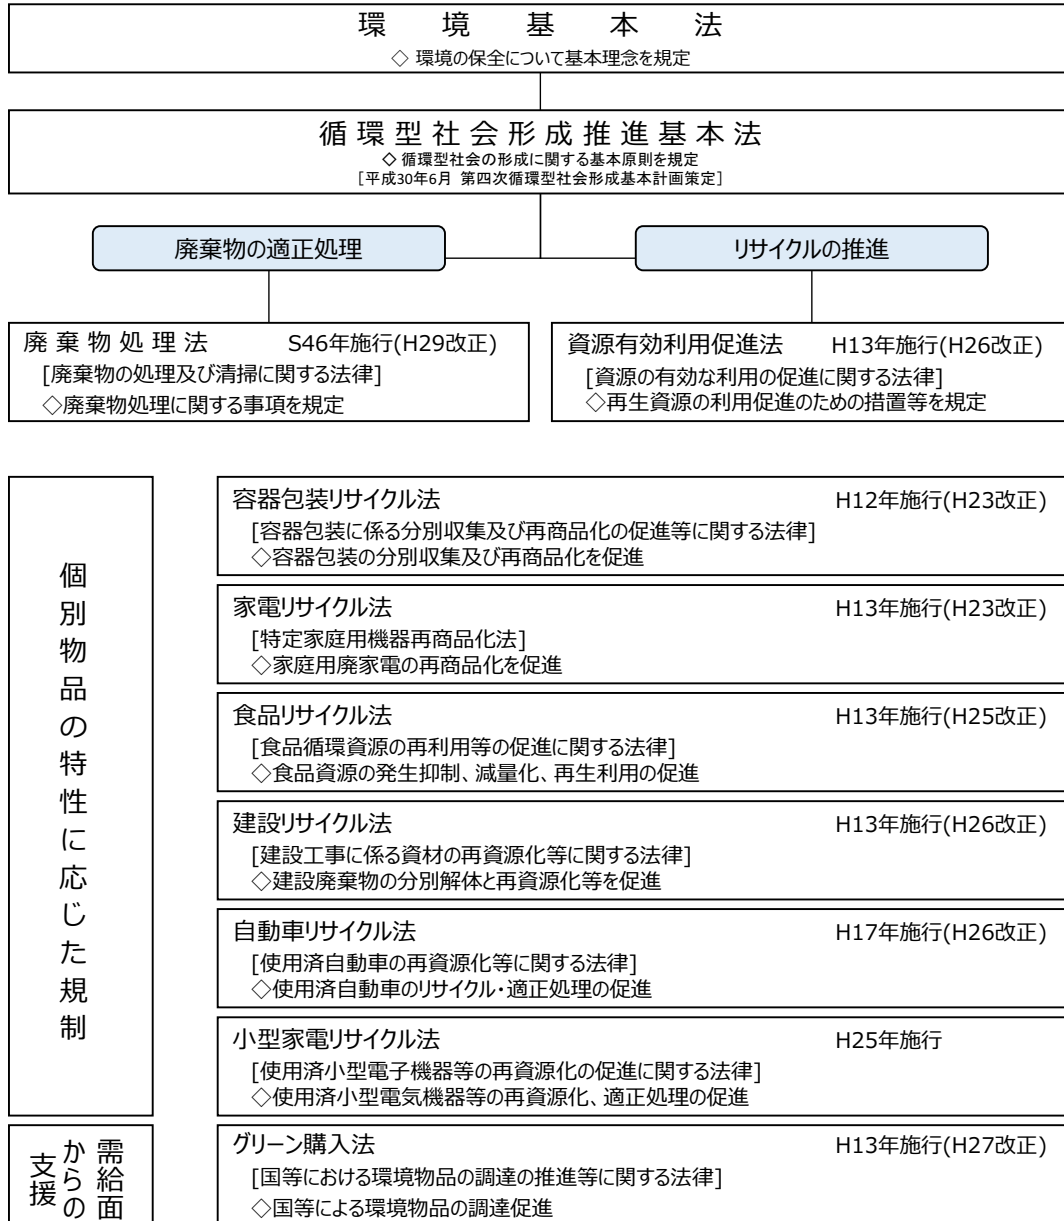 環境基本法
◇ 環境の保全について基本理念を規定
循環型社会形成推進基本法
◇ 循環型社会の形成に関する基本原則を規定
[平成30年6月 第四次循環型社会形成基本計画策定]
廃棄物の適正処理
リサイクルの推進
廃棄物処理法 S46年施行(H29改正)
[廃棄物の処理及び清掃に関する法律]
◇廃棄物処理に関する事項を規定
資源有効利用促進法 H13年施行(H26改正)
[資源の有効な利用の促進に関する法律]
◇再生資源の利用促進のための措置等を規定
個別物品の特性に応じた規制
容器包装リサイクル法 H12年施行(H23改正)
[容器包装に係る分別収集及び再商品化の促進等に関する法律]
◇容器包装の分別収集及び再商品化を促進
家電リサイクル法 H13年施行(H23改正)
[特定家庭用機器再商品化法]
◇家庭用廃家電の再商品化を促進
食品リサイクル法 H13年施行(H25改正)
[食品循環資源の再利用等の促進に関する法律]
◇食品資源の発生抑制、減量化、再生利用の促進
建設リサイクル法 H13年施行(H26改正)
[建設工事に係る資材の再資源化等に関する法律]
◇建設廃棄物の分別解体と再資源化等を促進
自動車リサイクル法 H17年施行(H26改正)
[使用済自動車の再資源化等に関する法律]
◇使用済自動車のリサイクル・適正処理の促進
小型家電リサイクル法 H25年施行
[使用済小型電子機器等の再資源化の促進に関する法律]
◇使用済小型電気機器等の再資源化、適正処理の促進
需給面
からの
支援
グリーン購入法 H13年施行(H27改正)
[国等における環境物品の調達の推進等に関する法律]
◇国等による環境物品の調達促進